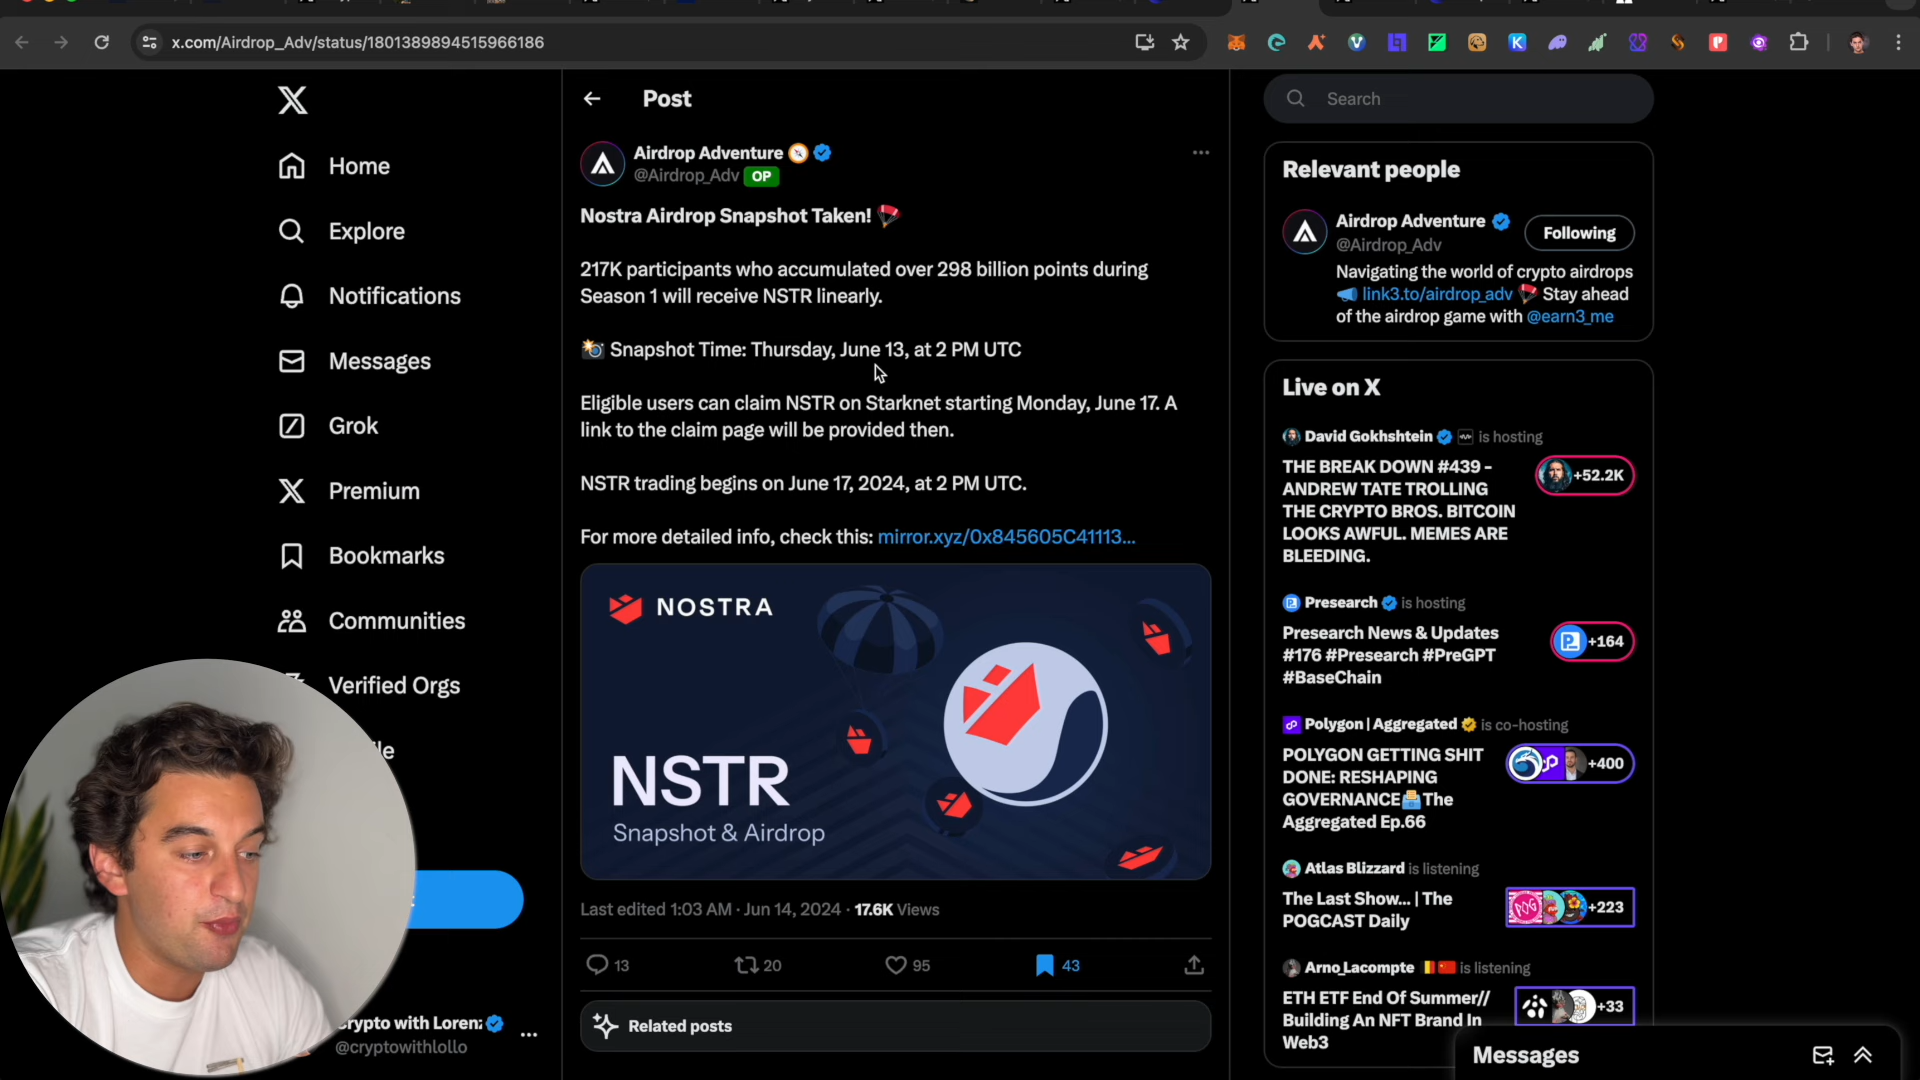 x.com/Airdrop_Adv/status/1801389894515966186
Home
Explore
Notifications
Messages
Grok
Premium
Bookmarks
Communities
Verified Orgs
Crypto with Lorenz
@cryptowithlollo
Post
Airdrop Adventure
@Airdrop_Adv OP
Nostra Airdrop Snapshot Taken!
217K participants who accumulated over 298 billion points during
Season 1 will receive NSTR linearly.
Snapshot Time: Thursday, June 13, at 2 PM UTC
Eligible users can claim NSTR on Starknet starting Monday, June 17. A
link to the claim page will be provided then.
NSTR trading begins on June 17, 2024, at 2 PM UTC.
For more detailed info, check this: mirror.xyz/0x845605C41113...
NOSTRA
NSTR
Snapshot & Airdrop
Last edited 1:03 AM · Jun 14, 2024 · 17.6K Views
13 20 95 43
Related posts
Search
Relevant people
Airdrop Adventure
@Airdrop_Adv
Following
Navigating the world of crypto airdrops
link3.to/airdrop_adv Stay ahead
of the airdrop game with @earn3_me
Live on X
David Gokhshtein is hosting
THE BREAK DOWN #439 -
ANDREW TATE TROLLING
THE CRYPTO BROS. BITCOIN
LOOKS AWFUL. MEMES ARE
BLEEDING.
+52.2K
Presearch is hosting
Presearch News & Updates
#176 #Presearch #PreGPT
#BaseChain
+164
Polygon | Aggregated is co-hosting
POLYGON GETTING SHIT
DONE: RESHAPING
GOVERNANCE The
Aggregated Ep.66
+400
Atlas Blizzard is listening
The Last Show... | The
POGCAST Daily
+223
Arno_Lacompte is listening
ETH ETF End Of Summer//
Building An NFT Brand In
Web3
+33
Messages